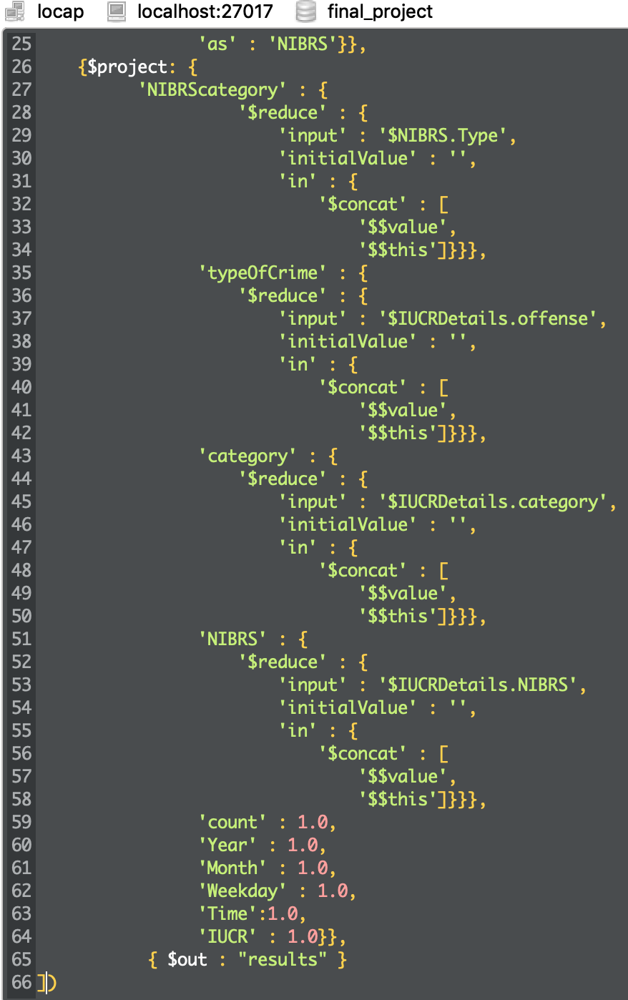 locap localhost:27017 final_project
25 'as' : 'NIBRS'}},
26 {$project: {
27 'NIBRScategory' : {
28 '$reduce' : {
29 'input' : '$NIBRS.Type',
30 'initialValue' : '',
31 'in' : {
32 '$concat' : [
33 '$$value',
34 '$$this']}}},
35 'typeOfCrime' : {
36 '$reduce' : {
37 'input' : '$IUCRDetails.offense',
38 'initialValue' : '',
39 'in' : {
40 '$concat' : [
41 '$$value',
42 '$$this']}}},
43 'category' : {
44 '$reduce' : {
45 'input' : '$IUCRDetails.category',
46 'initialValue' : '',
47 'in' : {
48 '$concat' : [
49 '$$value',
50 '$$this']}}},
51 'NIBRS' : {
52 '$reduce' : {
53 'input' : '$IUCRDetails.NIBRS',
54 'initialValue' : '',
55 'in' : {
56 '$concat' : [
57 '$$value',
58 '$$this']}}},
59 'count' : 1.0,
60 'Year' : 1.0,
61 'Month' : 1.0,
62 'Weekday' : 1.0,
63 'Time':1.0,
64 'IUCR' : 1.0}},
65 { $out : "results" }
66 ])